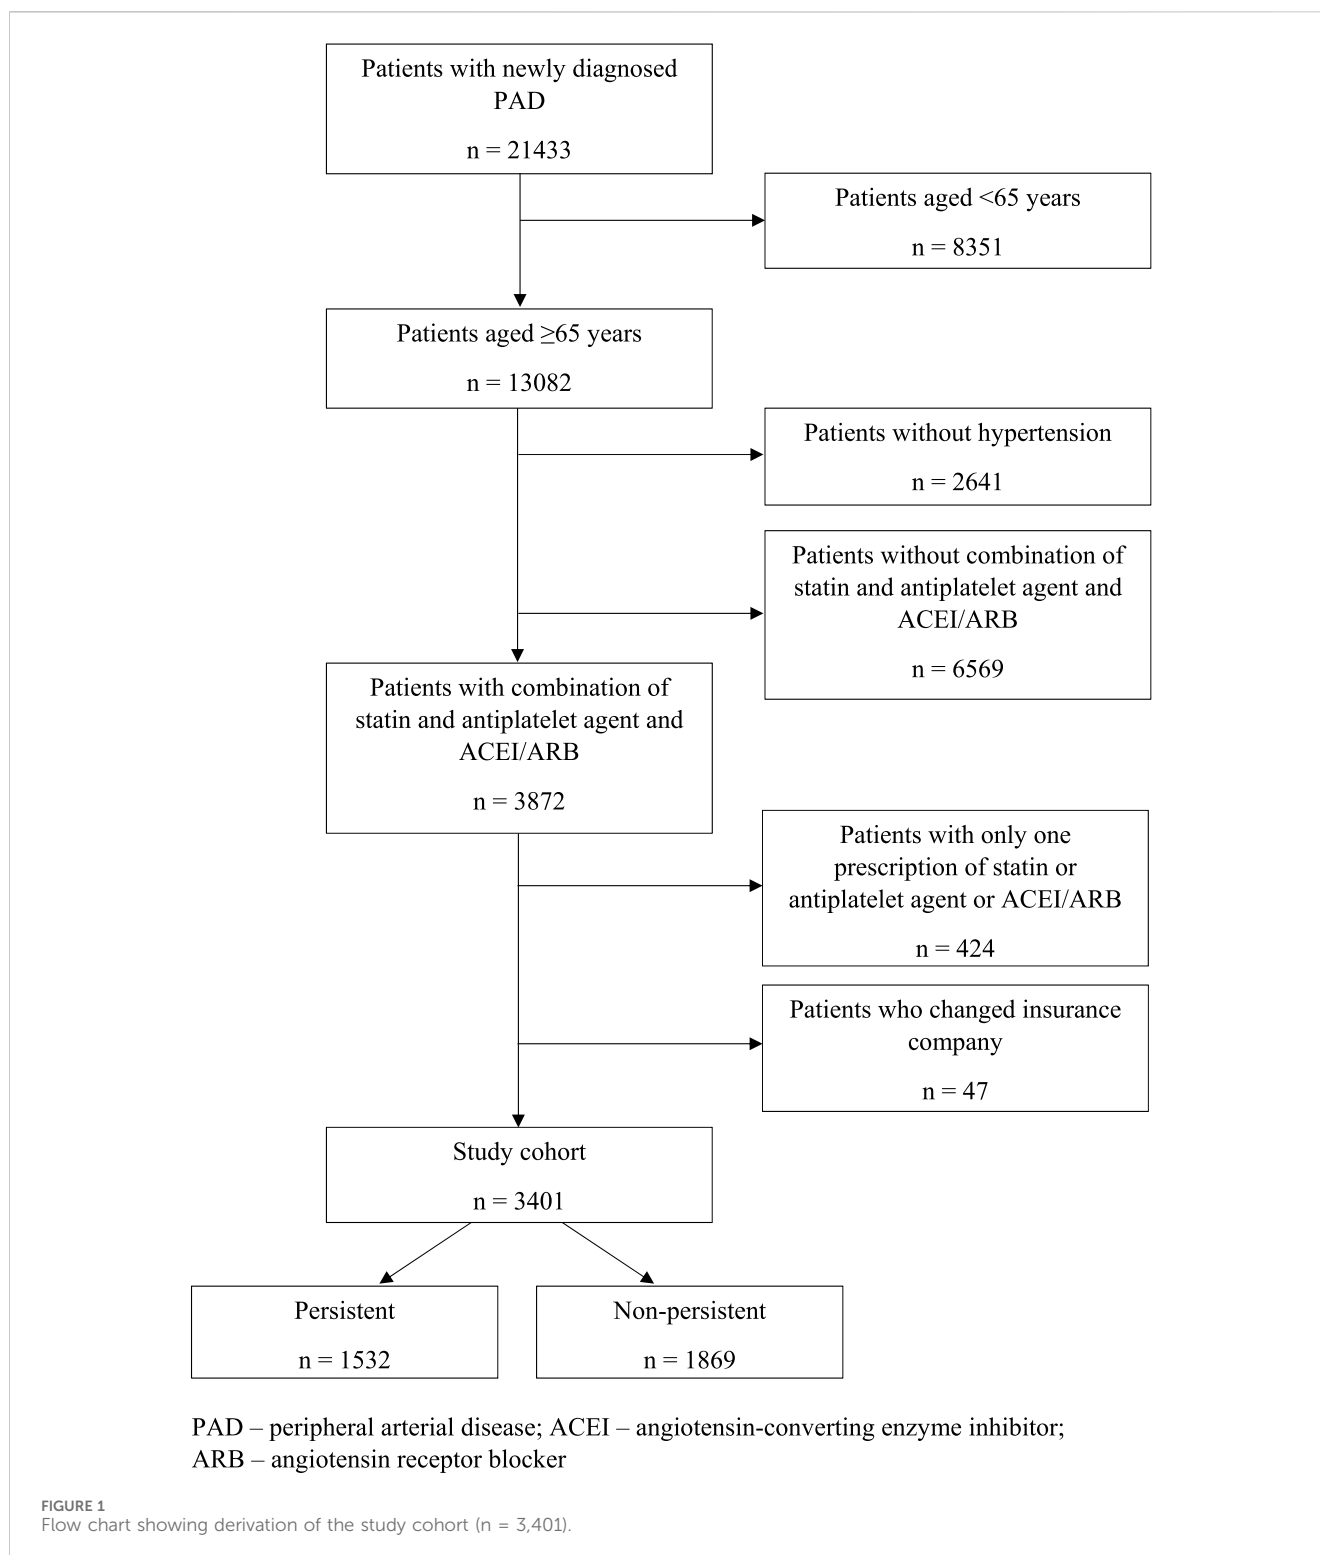 Patients with newly diagnosed
PAD
n = 21433
Patients aged <65 years
n = 8351
Patients aged ≥65 years
n = 13082
Patients without hypertension
n = 2641
Patients without combination of
statin and antiplatelet agent and
ACEI/ARB
n = 6569
Patients with combination of
statin and antiplatelet agent and
ACEI/ARB
n = 3872
Patients with only one
prescription of statin or
antiplatelet agent or ACEI/ARB
n = 424
Patients who changed insurance
company
n = 47
Study cohort
n = 3401
Persistent
n = 1532
Non-persistent
n = 1869
PAD – peripheral arterial disease; ACEI – angiotensin-converting enzyme inhibitor;
ARB – angiotensin receptor blocker
FIGURE 1
Flow chart showing derivation of the study cohort (n = 3,401).